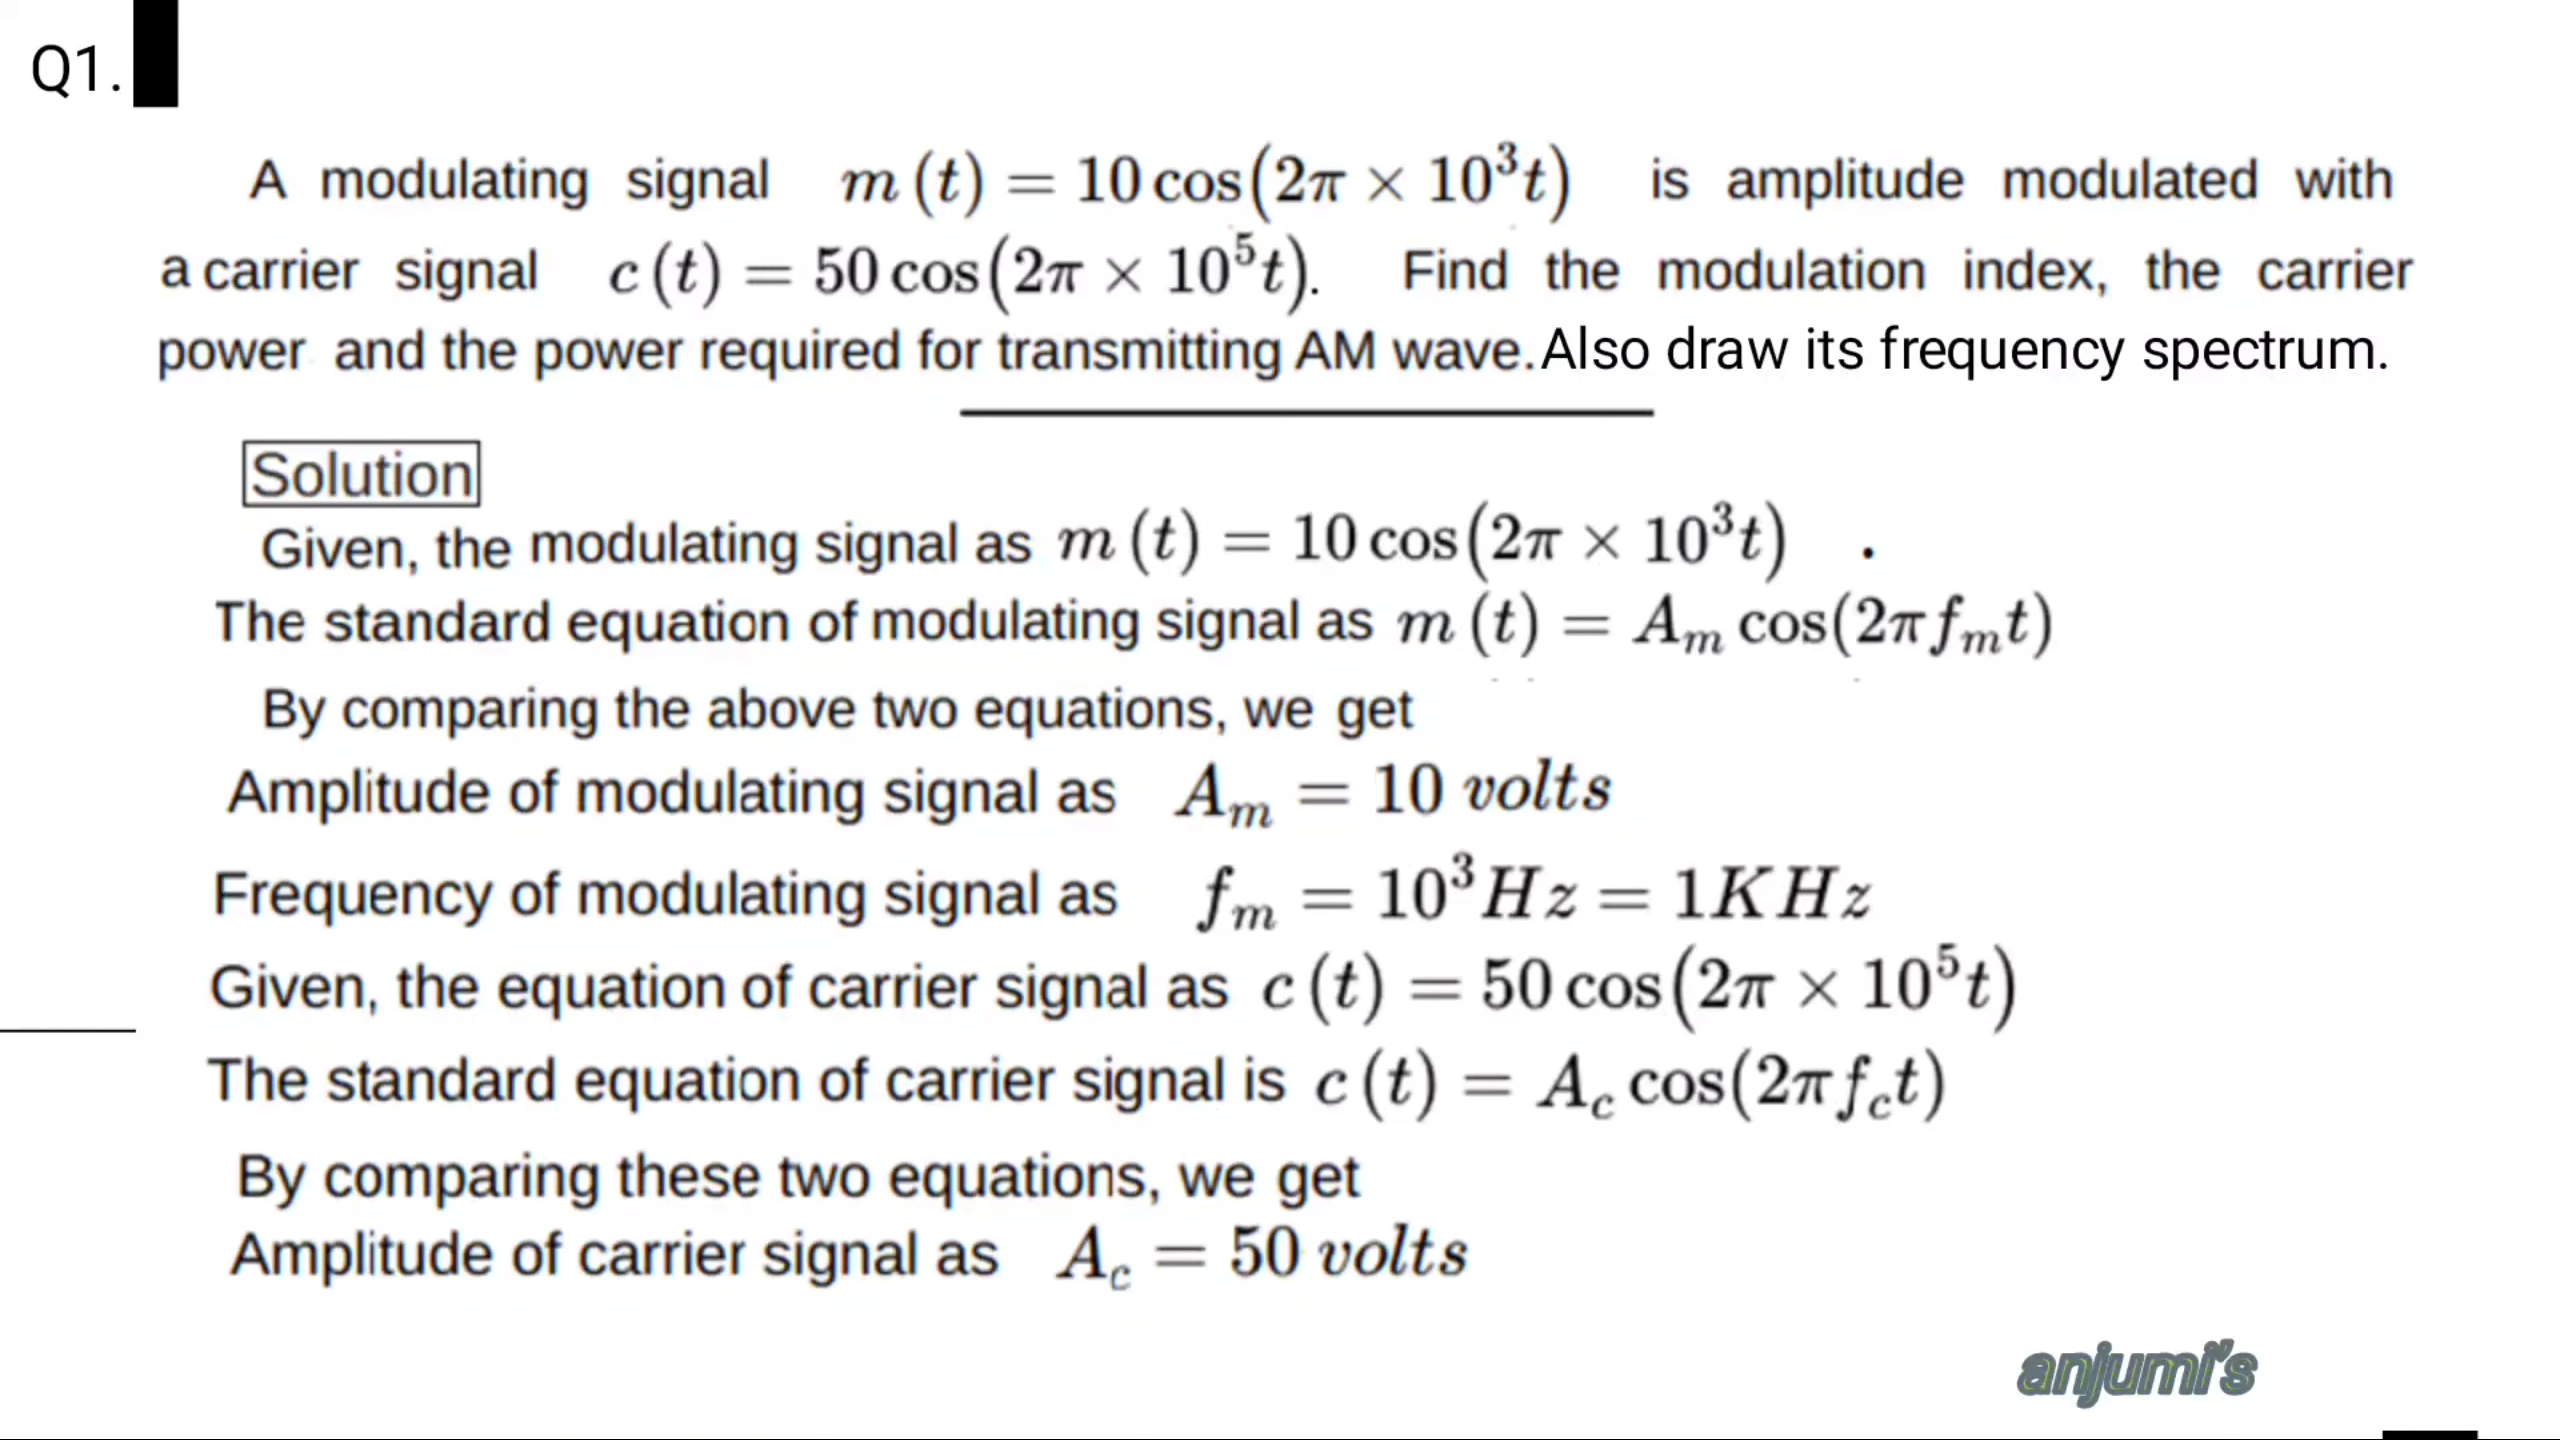 Q1.
A modulating signal m (t) = 10 cos(2π × 10³t) is amplitude modulated with
a carrier signal c (t) = 50 cos(2π × 10⁵t). Find the modulation index, the carrier
power and the power required for transmitting AM wave.Also draw its frequency spectrum.
Solution
Given, the modulating signal as m (t) = 10 cos(2π × 10³t) .
The standard equation of modulating signal as m (t) = Aₘ cos(2πfₘt)
By comparing the above two equations, we get
Amplitude of modulating signal as Aₘ = 10 volts
Frequency of modulating signal as fₘ = 10³Hz = 1KHz
Given, the equation of carrier signal as c (t) = 50 cos(2π × 10⁵t)
The standard equation of carrier signal is c (t) = A_c cos(2πf_ct)
By comparing these two equations, we get
Amplitude of carrier signal as A_c = 50 volts
anjumi's